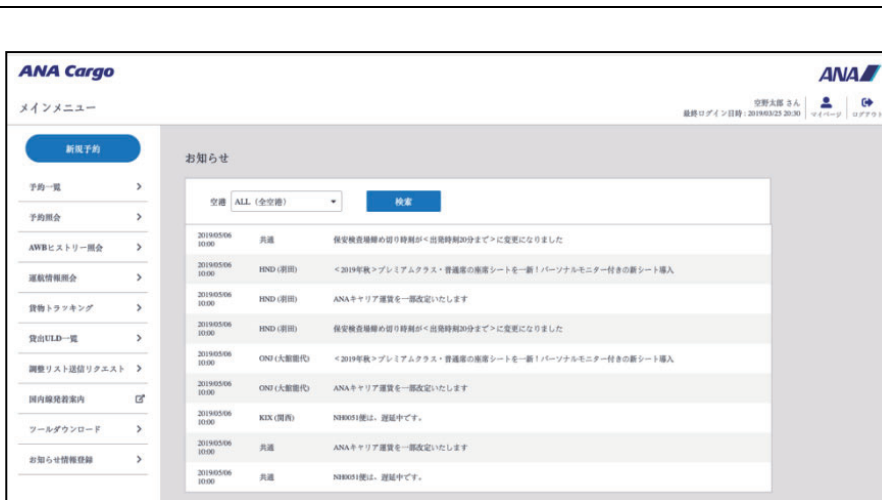 ANA Cargo
ANA
メインメニュー
空野太郎 さん
最終ログイン日時 : 2019/03/25 20:30
マイページ
ログアウト
新規予約
お知らせ
予約一覧
予約照会
AWBヒストリー照会
運航情報照会
貨物トラッキング
貸出ULD一覧
調整リスト送信リクエスト
国内線発着案内
ツールダウンロード
お知らせ情報登録
空港 ALL（全空港） 検索
2019/05/06 10:00 共通 保安検査場締め切り時刻が＜出発時刻20分まで＞に変更になりました
2019/05/06 10:00 HND (羽田) ＜2019年秋＞プレミアムクラス・普通席の座席シートを一新！パーソナルモニター付きの新シート導入
2019/05/06 10:00 HND (羽田) ANAキャリア運賃を一部改定いたします
2019/05/06 10:00 HND (羽田) 保安検査場締め切り時刻が＜出発時刻20分まで＞に変更になりました
2019/05/06 10:00 ONJ (大館能代) ＜2019年秋＞プレミアムクラス・普通席の座席シートを一新！パーソナルモニター付きの新シート導入
2019/05/06 10:00 ONJ (大館能代) ANAキャリア運賃を一部改定いたします
2019/05/06 10:00 KIX (関西) NH0051便は、遅延中です。
2019/05/06 10:00 共通 ANAキャリア運賃を一部改定いたします
2019/05/06 10:00 共通 NH0051便は、遅延中です。